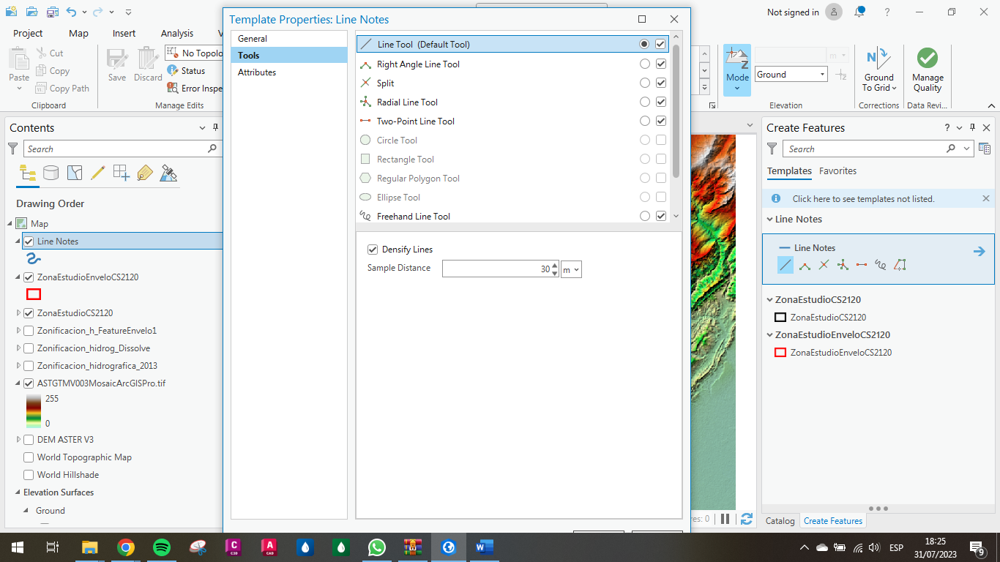 Template Properties: Line Notes
Not signed in
Project
Map
Insert
Analysis
Cut
Copy
Copy Path
Paste
Clipboard
Save
Discard
No Topolo
Status
Error Inspe
Manage Edits
General
Tools
Attributes
Line Tool (Default Tool)
Right Angle Line Tool
Split
Radial Line Tool
Two-Point Line Tool
Circle Tool
Rectangle Tool
Regular Polygon Tool
Ellipse Tool
Freehand Line Tool
Densify Lines
Sample Distance
30
m
Mode
m
Ground
Elevation
Ground
To Grid
Corrections
Manage
Quality
Data Revi...
Contents
Search
Drawing Order
Map
Line Notes
ZonaEstudioEnveloCS2120
ZonaEstudioCS2120
Zonificacion_h_FeatureEnvelo1
Zonificacion_hidrog_Dissolve
Zonificacion_hidrografica_2013
ASTGTMV003MosaicArcGISPro.tif
255
0
DEM ASTER V3
World Topographic Map
World Hillshade
Elevation Surfaces
Ground
res: 0
Create Features
Search
Templates
Favorites
Click here to see templates not listed.
Line Notes
Line Notes
ZonaEstudioCS2120
ZonaEstudioCS2120
ZonaEstudioEnveloCS2120
ZonaEstudioEnveloCS2120
Catalog
Create Features
C
C3D
A
CAD
W
ESP
18:25
31/07/2023
9